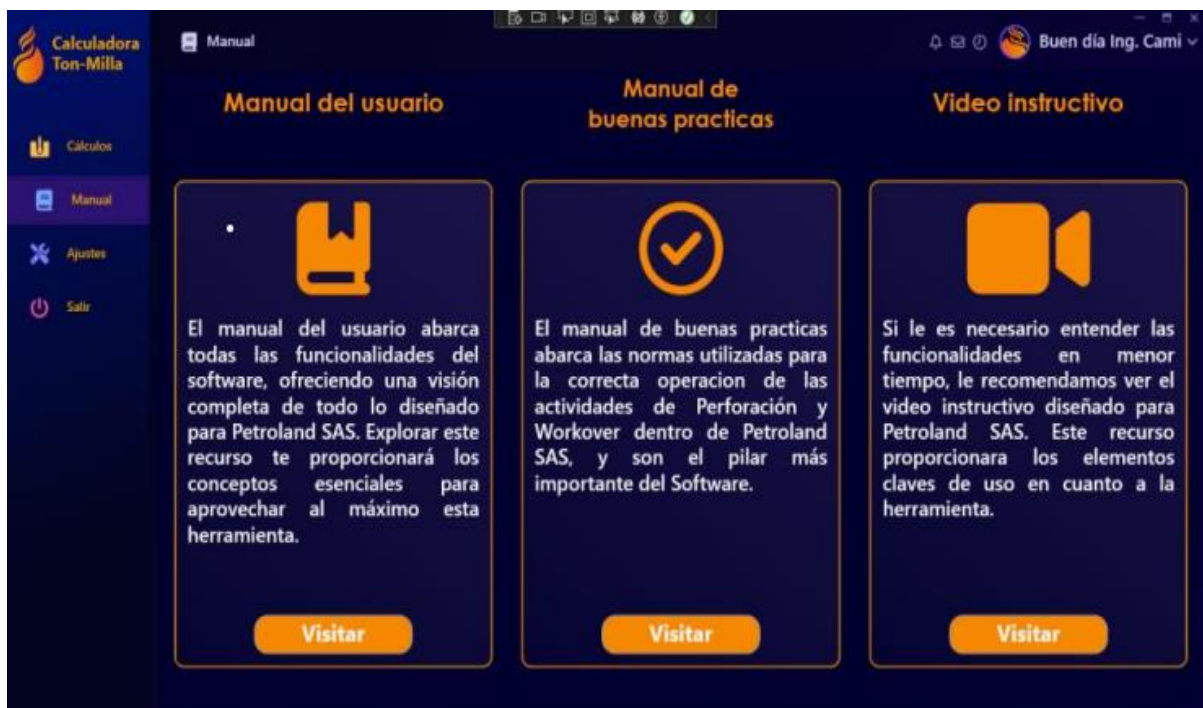 Calculadora
Ton-Milla
Manual
Buen día Ing. Cami
Cálculos
Manual
Ajustes
Salir
Manual del usuario
El manual del usuario abarca
todas las funcionalidades del
software, ofreciendo una visión
completa de todo lo diseñado
para Petroland SAS. Explorar este
recurso te proporcionará los
conceptos esenciales para
aprovechar al máximo esta
herramienta.
Visitar
Manual de
buenas practicas
El manual de buenas practicas
abarca las normas utilizadas para
la correcta operacion de las
actividades de Perforación y
Workover dentro de Petroland
SAS, y son el pilar más
importante del Software.
Visitar
Video instructivo
Si le es necesario entender las
funcionalidades en menor
tiempo, le recomendamos ver el
video instructivo diseñado para
Petroland SAS. Este recurso
proporcionara los elementos
claves de uso en cuanto a la
herramienta.
Visitar